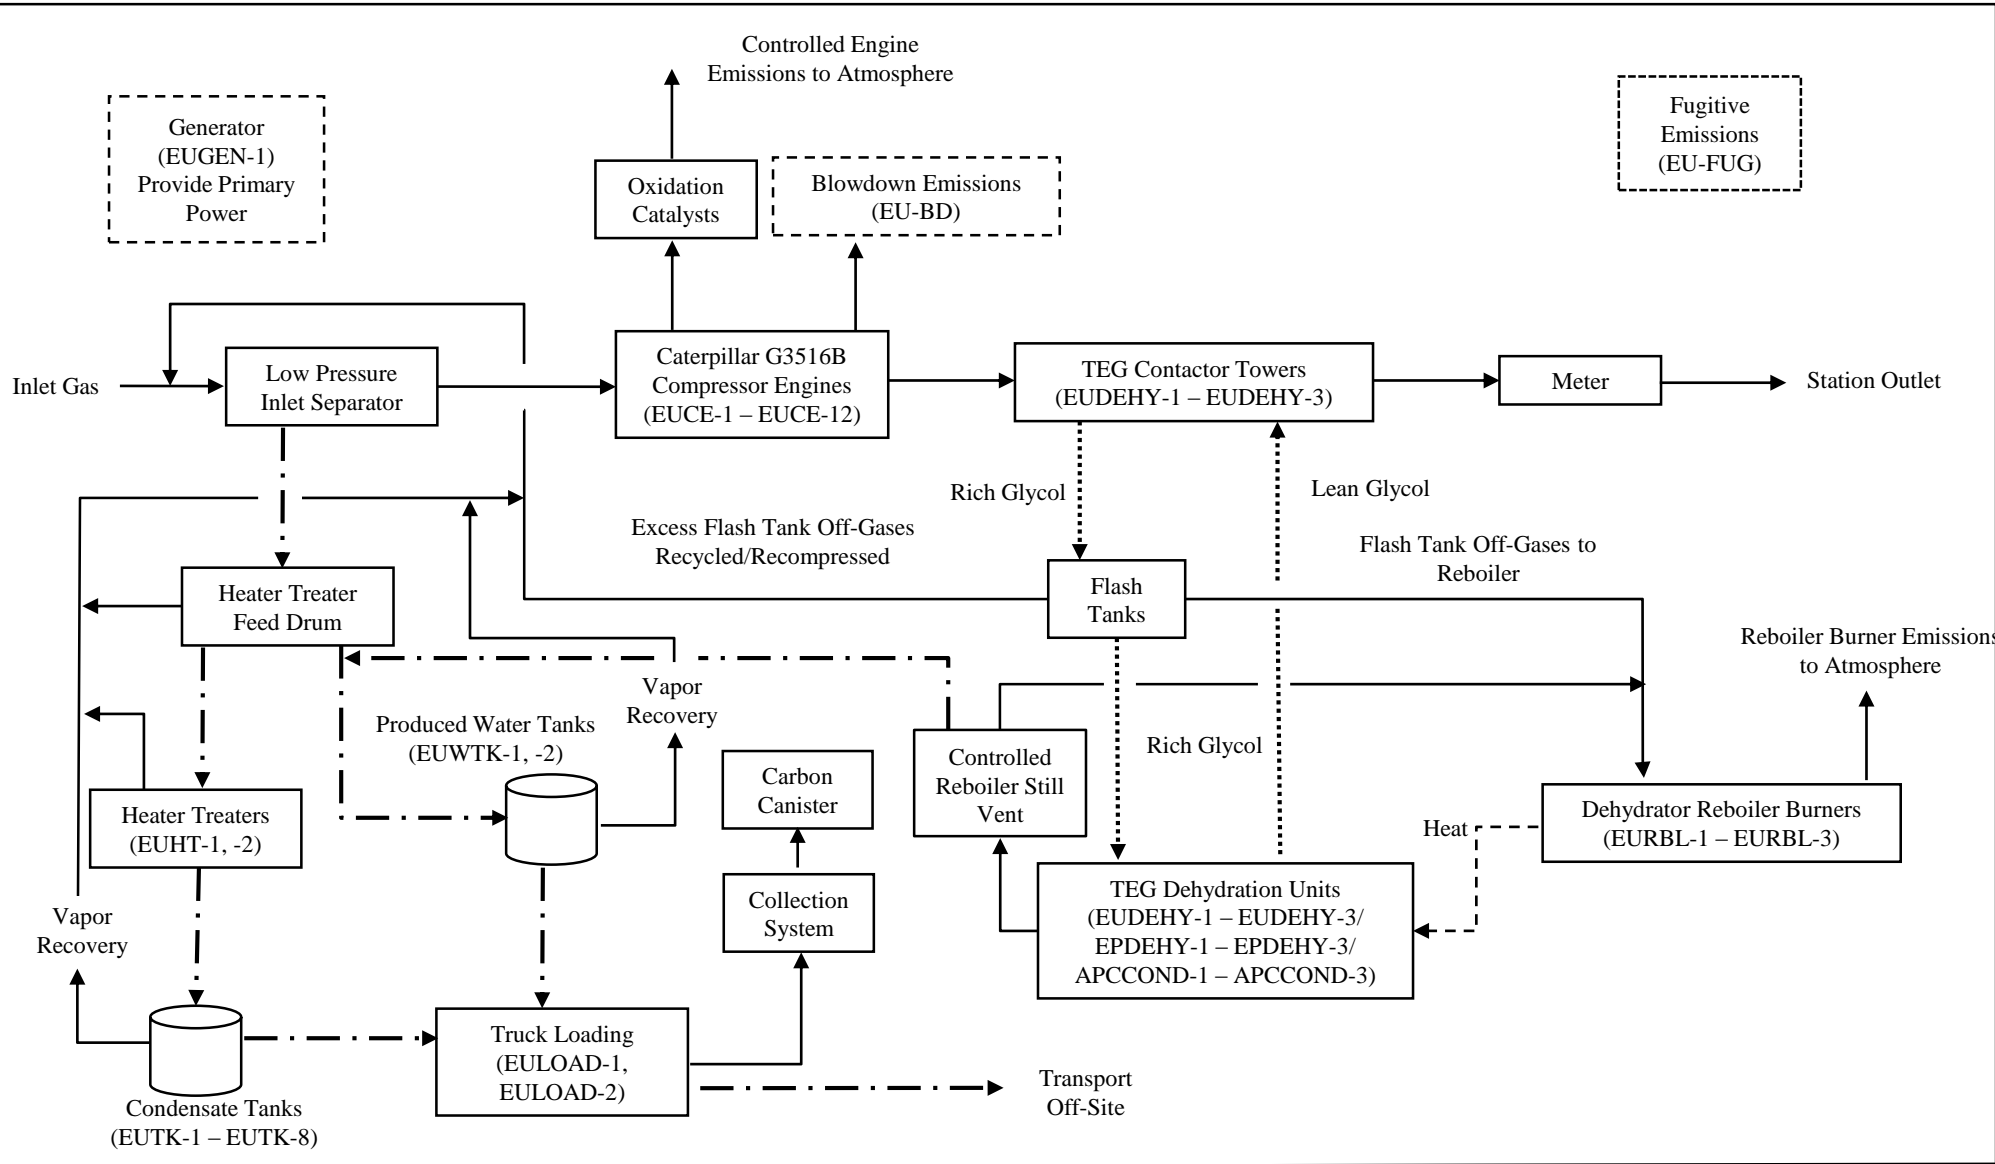 Controlled Engine
Emissions to Atmosphere
Generator
(EUGEN-1)
Provide Primary
Power
Fugitive
Emissions
(EU-FUG)
Oxidation
Catalysts
Blowdown Emissions
(EU-BD)
Inlet Gas
Low Pressure
Inlet Separator
Caterpillar G3516B
Compressor Engines
(EUCE-1 – EUCE-12)
TEG Contactor Towers
(EUDEHY-1 – EUDEHY-3)
Meter
Station Outlet
Rich Glycol
Lean Glycol
Excess Flash Tank Off-Gases
Recycled/Recompressed
Flash Tank Off-Gases to
Reboiler
Heater Treater
Feed Drum
Flash
Tanks
Reboiler Burner Emissions
to Atmosphere
Vapor
Recovery
Produced Water Tanks
(EUWTK-1, -2)
Rich Glycol
Controlled
Reboiler Still
Vent
Carbon
Canister
Heater Treaters
(EUHT-1, -2)
Dehydrator Reboiler Burners
(EURBL-1 – EURBL-3)
Heat
Collection
System
TEG Dehydration Units
(EUDEHY-1 – EUDEHY-3/
EPDEHY-1 – EPDEHY-3/
APCCOND-1 – APCCOND-3)
Vapor
Recovery
Truck Loading
(EULOAD-1,
EULOAD-2)
Transport
Off-Site
Condensate Tanks
(EUTK-1 – EUTK-8)